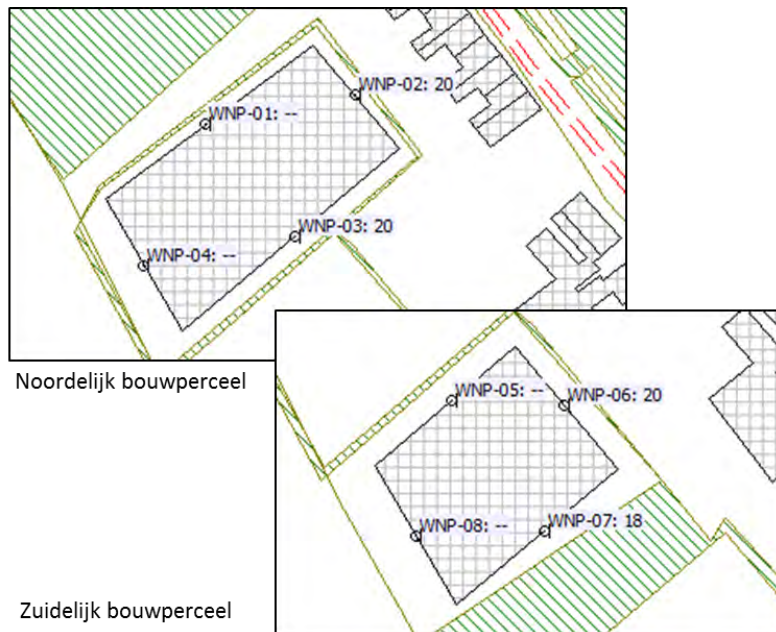 WNP-02: 20
WNP-01: --
WNP-03: 20
WNP-04: --
Noordelijk bouwperceel
WNP-05: --
WNP-06: 20
WNP-08: --
WNP-07: 18
Zuidelijk bouwperceel